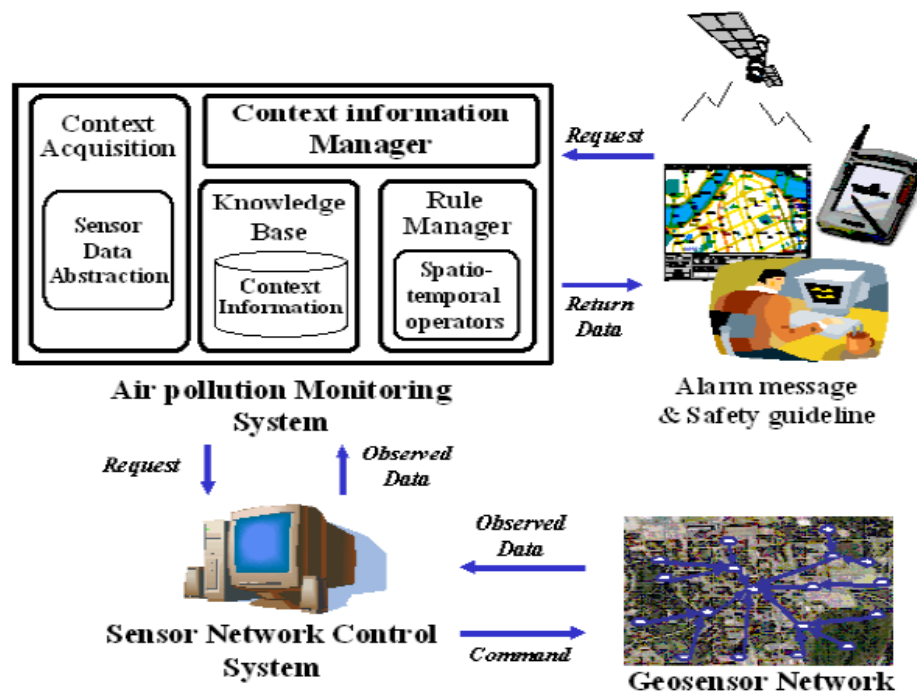 Context
Acquisition
Sensor
Data
Abstraction
Context information
Manager
Knowledge
Base
Context
Information
Rule
Manager
Spatio-
temporal
operators
Request
Return
Data
Air pollution Monitoring
System
Alarm message
& Safety guideline
Request
Observed
Data
Observed
Data
Sensor Network Control
System
Command
Geosensor Network